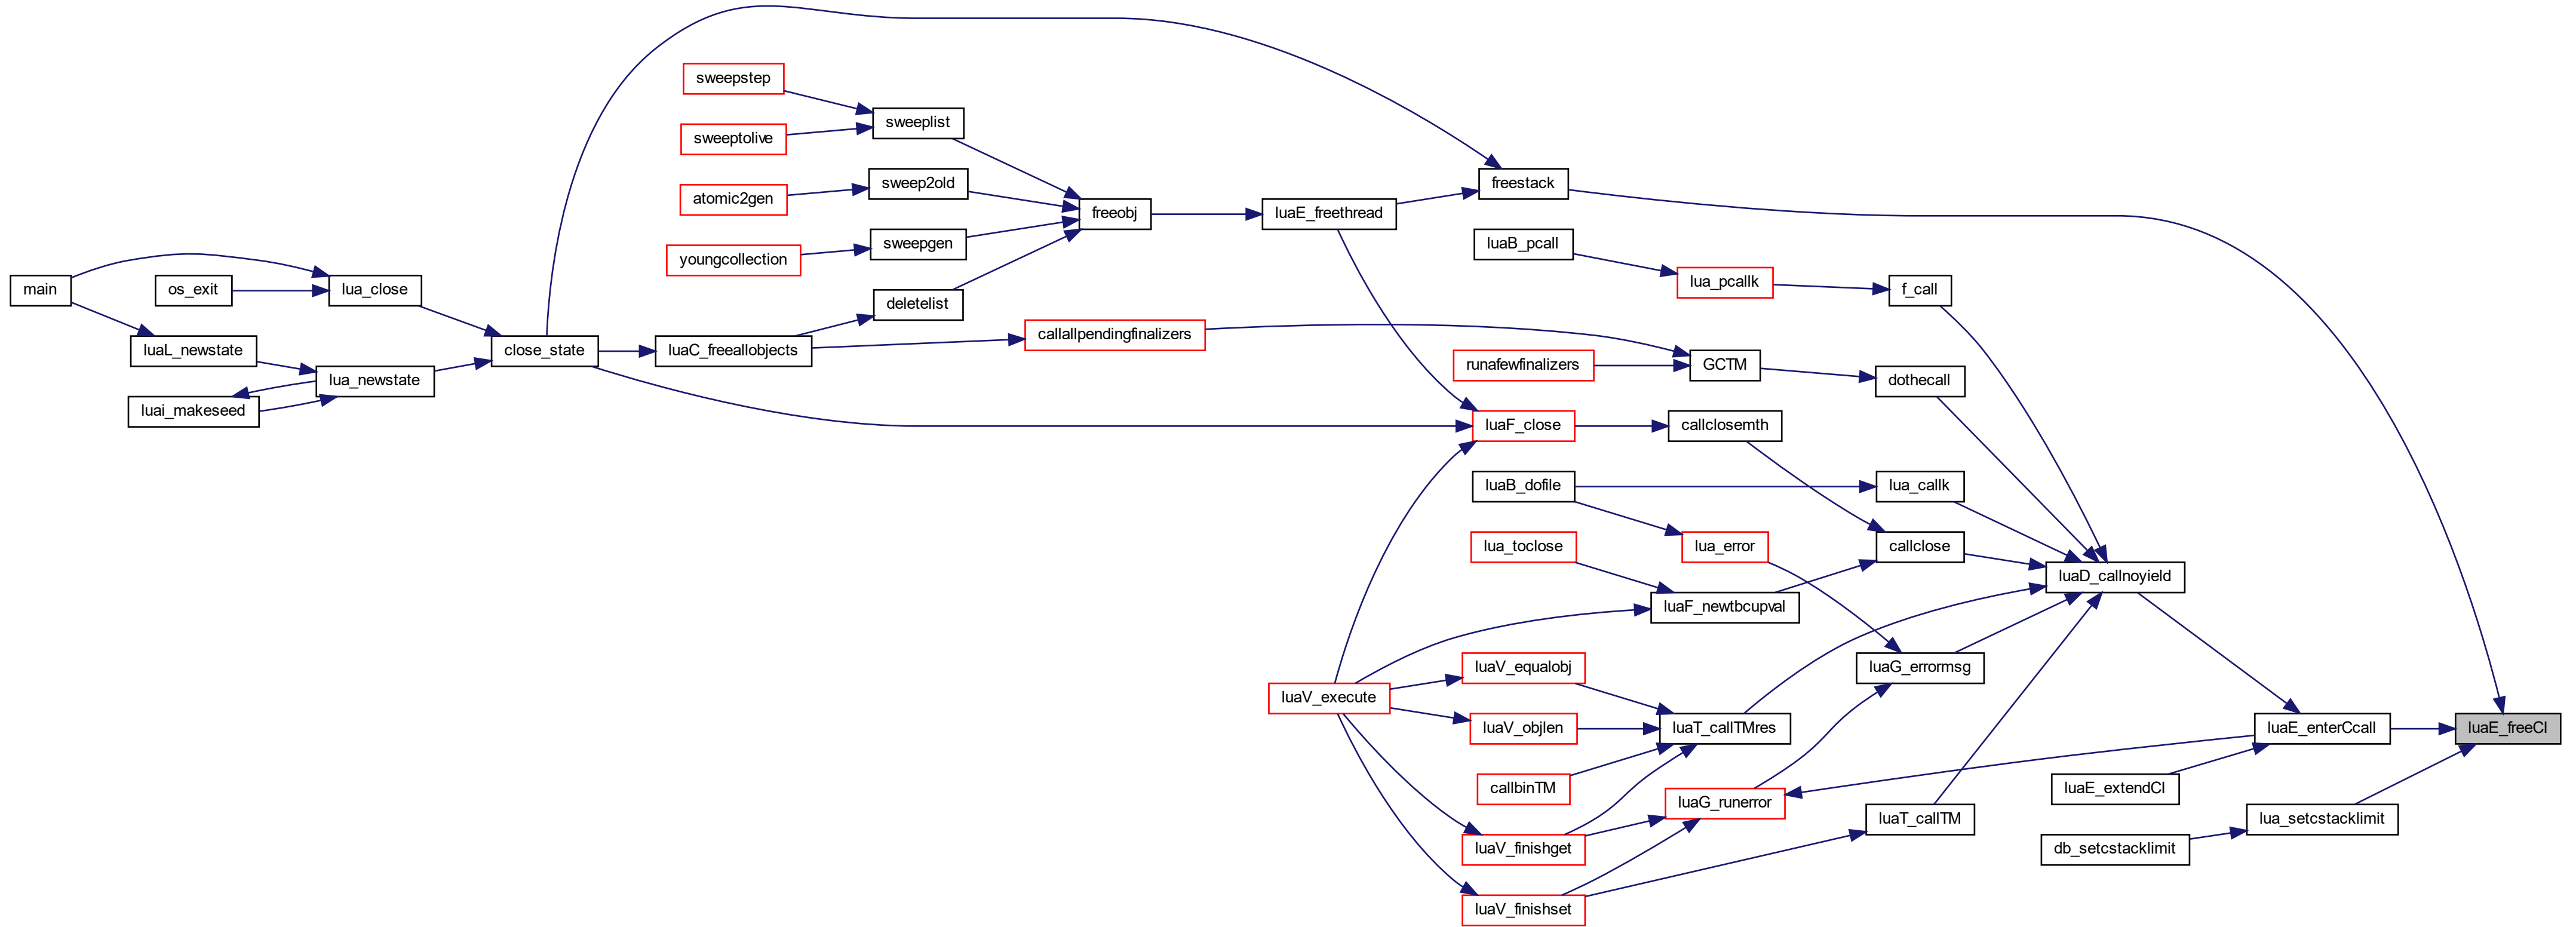 sweepstep
sweeplist
sweeptolive
sweep2old
freestack
atomic2gen
freeobj
luaE_freethread
sweepgen
luaB_pcall
youngcollection
main
os_exit
lua_close
lua_pcallk
f_call
deletelist
callallpendingfinalizers
luaL_newstate
close_state
luaC_freeallobjects
runafewfinalizers
GCTM
lua_newstate
dothecall
luai_makeseed
luaF_close
callclosemth
luaB_dofile
lua_callk
lua_toclose
lua_error
callclose
luaD_callnoyield
luaF_newtbcupval
luaV_equalobj
luaG_errormsg
luaV_execute
luaV_objlen
luaT_callTMres
luaE_enterCcall
luaE_freeCI
callbinTM
luaE_extendCI
luaG_runerror
luaT_callTM
lua_setcstacklimit
luaV_finishget
db_setcstacklimit
luaV_finishset